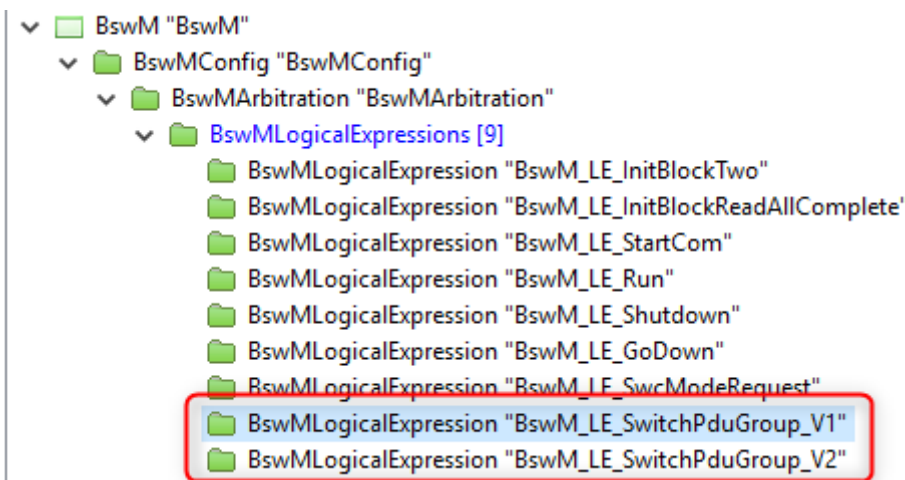 BswM "BswM"
BswMConfig "BswMConfig"
BswMArbitration "BswMArbitration"
BswMLogicalExpressions [9]
BswMLogicalExpression "BswM_LE_InitBlockTwo"
BswMLogicalExpression "BswM_LE_InitBlockReadAllComplete"
BswMLogicalExpression "BswM_LE_StartCom"
BswMLogicalExpression "BswM_LE_Run"
BswMLogicalExpression "BswM_LE_Shutdown"
BswMLogicalExpression "BswM_LE_GoDown"
BswMLogicalExpression "BswM_LE_SwcModeRequest"
BswMLogicalExpression "BswM_LE_SwitchPduGroup_V1"
BswMLogicalExpression "BswM_LE_SwitchPduGroup_V2"